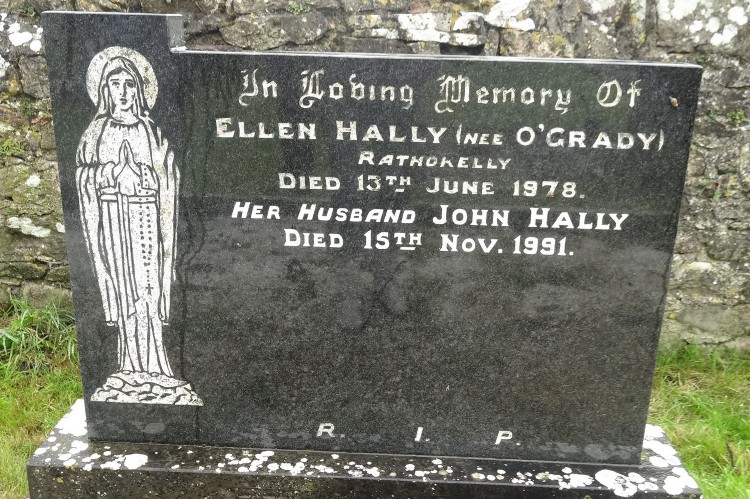 In Loving Memory Of
ELLEN HALLY (NEE O'GRADY)
RATHOKELLY
DIED 13TH JUNE 1978.
HER HUSBAND JOHN HALLY
DIED 15TH NOV. 1991.
R. I. P.